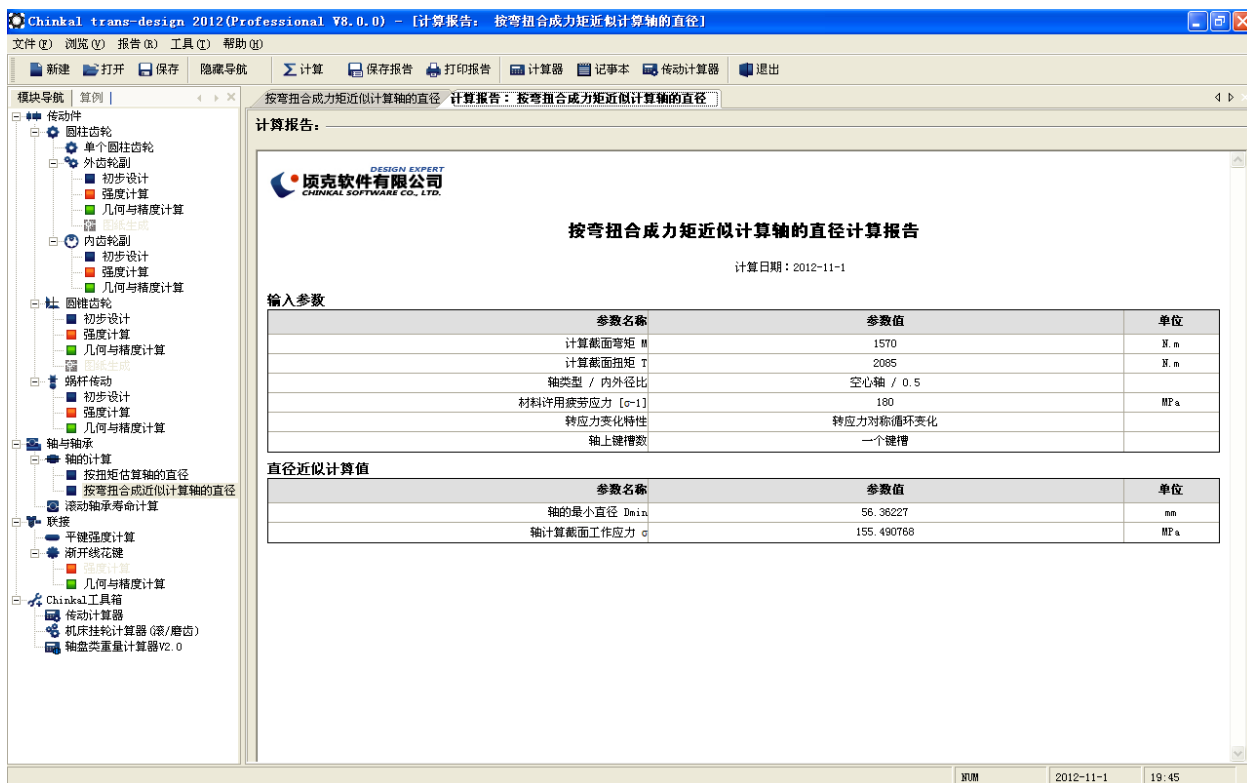 Chinkal trans-design 2012(Professional V8.0.0) - [计算报告: 按弯扭合成力矩近似计算轴的直径]
文件(F) 浏览(V) 报告(R) 工具(T) 帮助(H)
新建 打开 保存 隐藏导航 计算 保存报告 打印报告 计算器 记事本 传动计算器 退出
模块导航 算例
按弯扭合成力矩近似计算轴的直径 计算报告: 按弯扭合成力矩近似计算轴的直径
传动件
圆柱齿轮
单个圆柱齿轮
外齿轮副
初步设计
强度计算
几何与精度计算
图纸生成
内齿轮副
初步设计
强度计算
几何与精度计算
圆锥齿轮
初步设计
强度计算
几何与精度计算
图纸生成
蜗杆传动
初步设计
强度计算
几何与精度计算
轴与轴承
轴的计算
按扭矩估算轴的直径
按弯扭合成近似计算轴的直径
滚动轴承寿命计算
联接
平键强度计算
渐开线花键
强度计算
几何与精度计算
Chinkal工具箱
传动计算器
机床挂轮计算器(滚/磨齿)
轴盘类重量计算器V2.0
计算报告:
DESIGN EXPERT
顷克软件有限公司
CHINKAL SOFTWARE CO., LTD.
按弯扭合成力矩近似计算轴的直径计算报告
计算日期:2012-11-1
输入参数
参数名称 参数值 单位
计算截面弯矩 M 1570 N.m
计算截面扭矩 T 2085 N.m
轴类型 / 内外径比 空心轴 / 0.5
材料许用疲劳应力 [σ-1] 180 MPa
转应力变化特性 转应力对称循环变化
轴上键槽数 一个键槽
直径近似计算值
参数名称 参数值 单位
轴的最小直径 Dmin 56.36227 mm
轴计算截面工作应力 σ 155.490768 MPa
NUM 2012-11-1 19:45